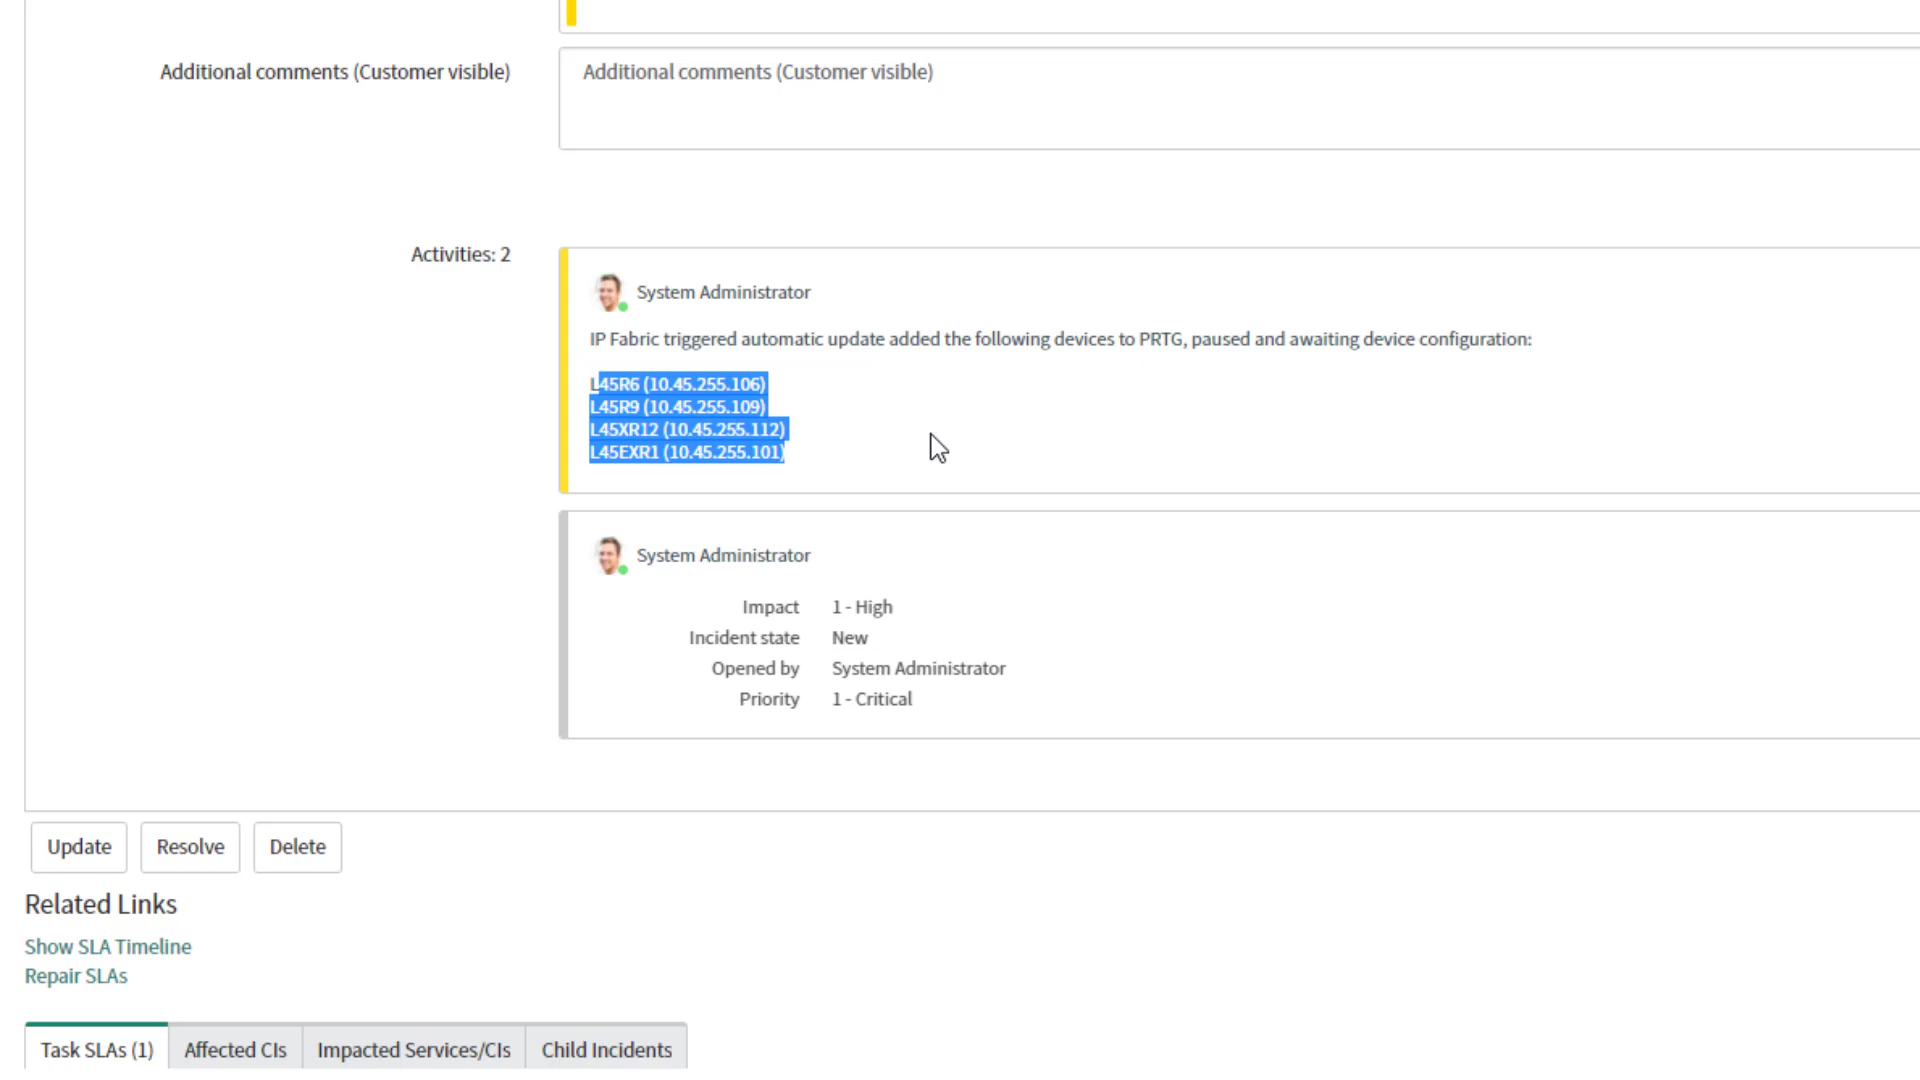 Additional comments (Customer visible)
Additional comments (Customer visible)
Activities: 2
System Administrator
IP Fabric triggered automatic update added the following devices to PRTG, paused and awaiting device configuration:
L45R6 (10.45.255.106)
L45R9 (10.45.255.109)
L45XR12 (10.45.255.112)
L45EXR1 (10.45.255.101)
System Administrator
Impact 1 - High
Incident state New
Opened by System Administrator
Priority 1 - Critical
Update Resolve Delete
Related Links
Show SLA Timeline
Repair SLAs
Task SLAs (1) Affected CIs Impacted Services/CIs Child Incidents